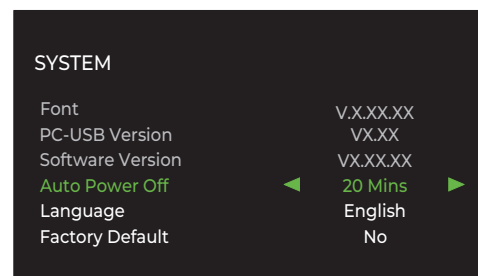 SYSTEM
Font V.X.XX.XX
PC-USB Version VX.XX
Software Version VX.XX.XX
Auto Power Off 20 Mins
Language English
Factory Default No